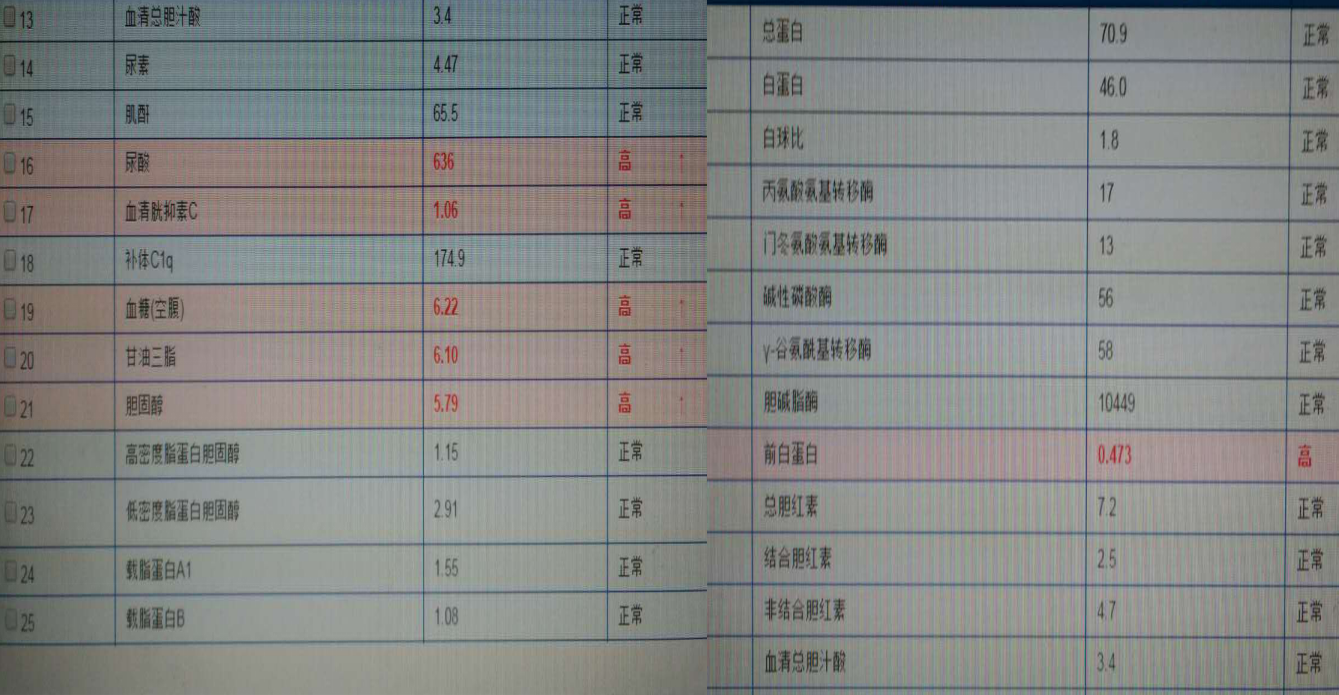 13 血清总胆汁酸 3.4 正常
14 尿素 4.47 正常
15 肌酐 65.5 正常
16 尿酸 636 高 ↑
17 血清胱抑素C 1.06 高 ↑
18 补体C1q 174.9 正常
19 血糖(空腹) 6.22 高 ↑
20 甘油三脂 6.10 高 ↑
21 胆固醇 5.79 高 ↑
22 高密度脂蛋白胆固醇 1.15 正常
23 低密度脂蛋白胆固醇 2.91 正常
24 载脂蛋白A1 1.55 正常
25 载脂蛋白B 1.08 正常
总蛋白 70.9 正常
白蛋白 46.0 正常
白球比 1.8 正常
丙氨酸氨基转移酶 17 正常
门冬氨酸氨基转移酶 13 正常
碱性磷酸酶 56 正常
γ-谷氨酰基转移酶 58 正常
胆碱脂酶 10449 正常
前白蛋白 0.473 高
总胆红素 7.2 正常
结合胆红素 2.5 正常
非结合胆红素 4.7 正常
血清总胆汁酸 3.4 正常